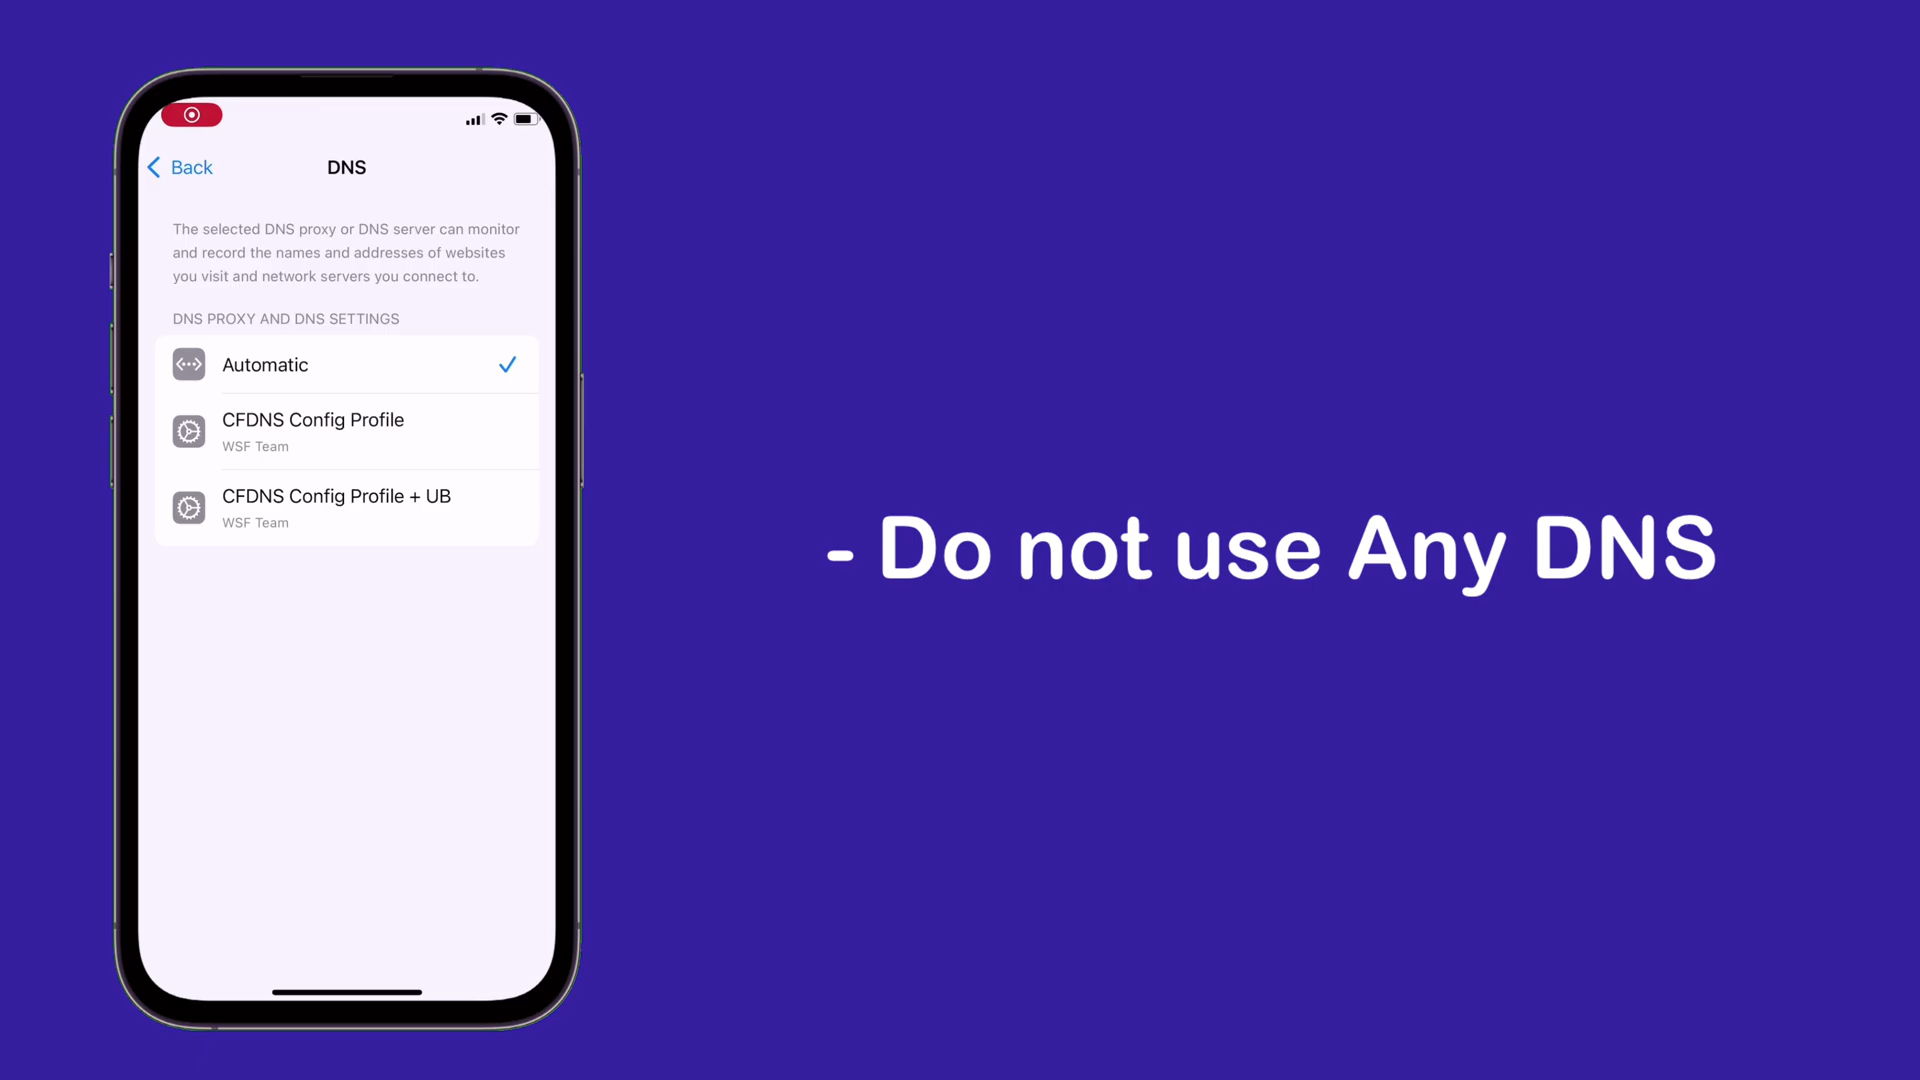 Back
DNS
The selected DNS proxy or DNS server can monitor
and record the names and addresses of websites
you visit and network servers you connect to.
DNS PROXY AND DNS SETTINGS
Automatic
CFDNS Config Profile
WSF Team
CFDNS Config Profile + UB
WSF Team
- Do not use Any DNS